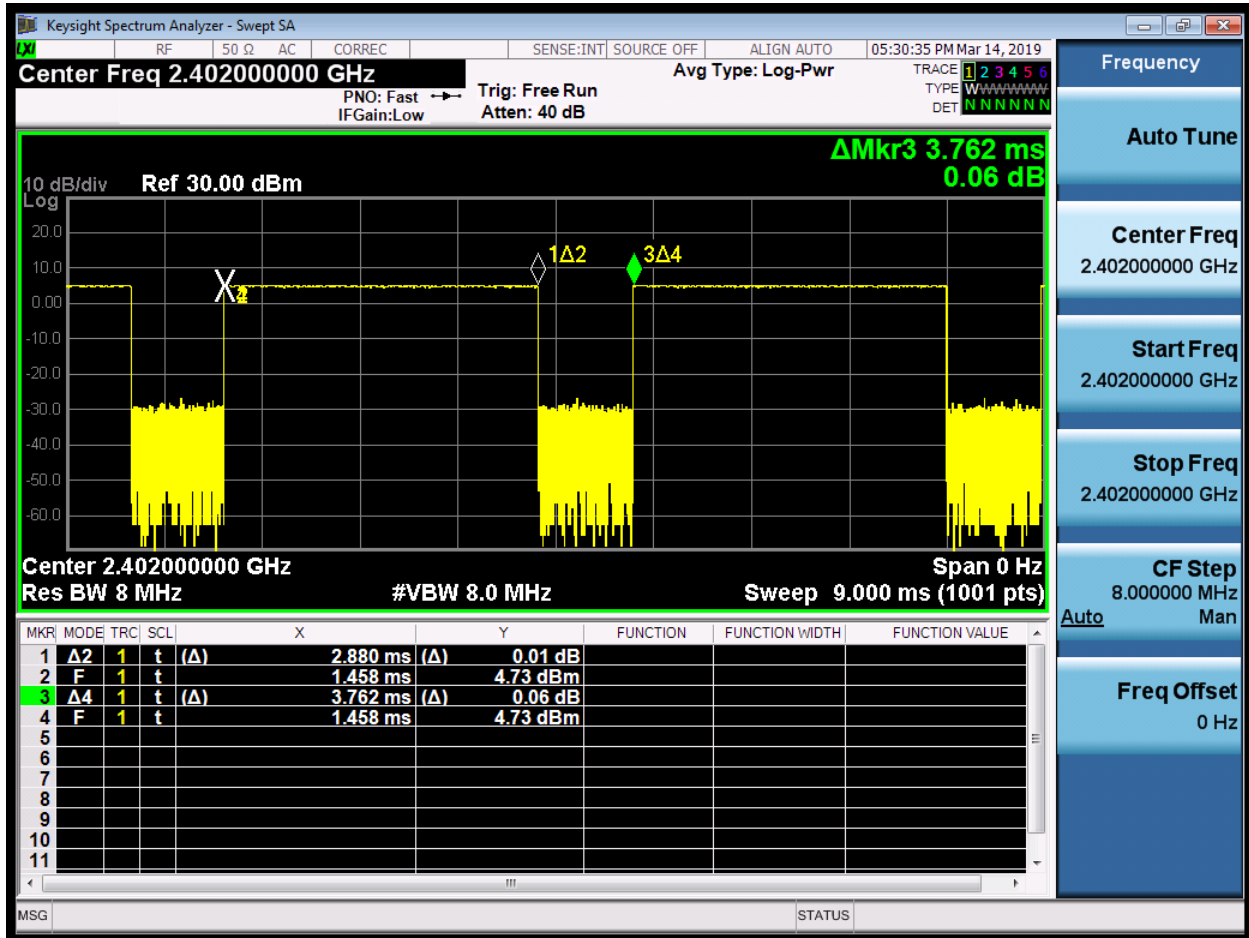 Keysight Spectrum Analyzer - Swept SA
LXI RF 50 Ω AC CORREC SENSE:INT SOURCE OFF ALIGN AUTO 05:30:35 PM Mar 14, 2019
Center Freq 2.402000000 GHz
PNO: Fast
IFGain:Low
Trig: Free Run
Atten: 40 dB
Avg Type: Log-Pwr
TRACE 1 2 3 4 5 6
TYPE WWWWWW
DET N N N N N N
ΔMkr3 3.762 ms
0.06 dB
10 dB/div Ref 30.00 dBm
Log
20.0
10.0
0.00
-10.0
-20.0
-30.0
-40.0
-50.0
-60.0
1Δ2
3Δ4
X
Center 2.402000000 GHz Span 0 Hz
Res BW 8 MHz #VBW 8.0 MHz Sweep 9.000 ms (1001 pts)
MKR MODE TRC SCL X Y FUNCTION FUNCTION WIDTH FUNCTION VALUE
1 Δ2 1 t (Δ) 2.880 ms (Δ) 0.01 dB
2 F 1 t 1.458 ms 4.73 dBm
3 Δ4 1 t (Δ) 3.762 ms (Δ) 0.06 dB
4 F 1 t 1.458 ms 4.73 dBm
5
6
7
8
9
10
11
MSG STATUS
Frequency
Auto Tune
Center Freq
2.402000000 GHz
Start Freq
2.402000000 GHz
Stop Freq
2.402000000 GHz
CF Step
8.000000 MHz
Auto Man
Freq Offset
0 Hz